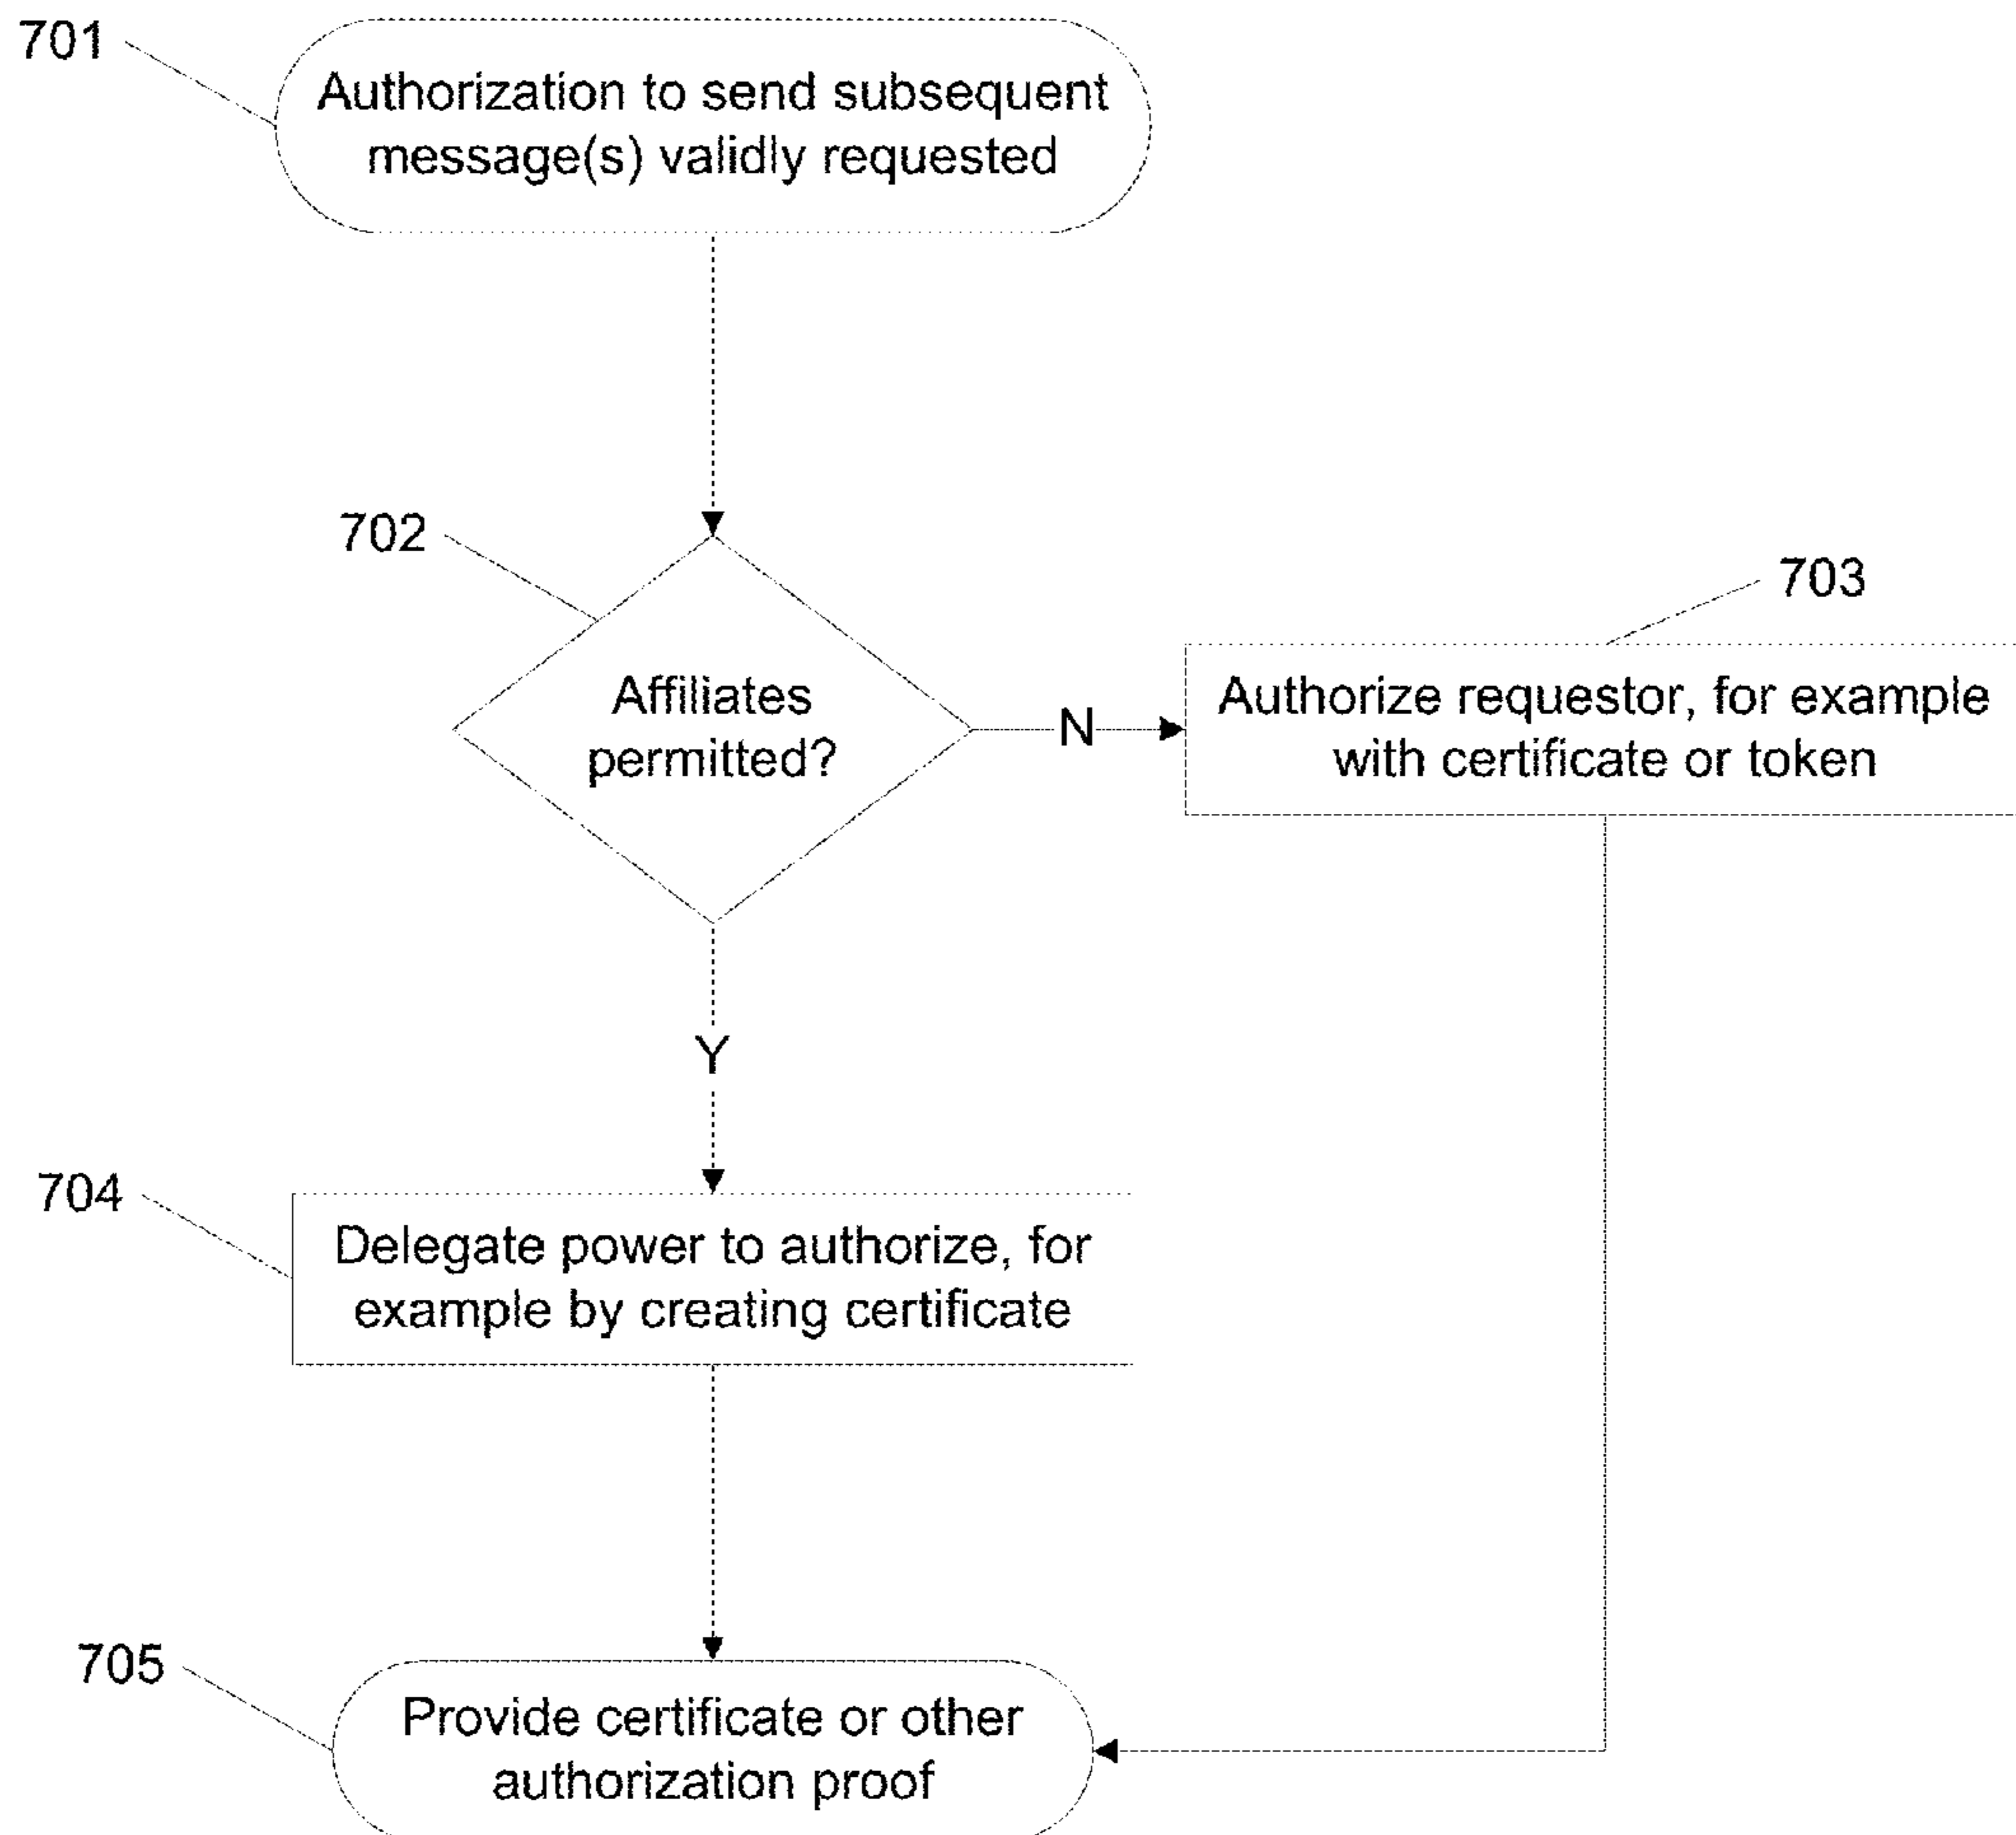 701
Authorization to send subsequent
message(s) validly requested
702
Affiliates
permitted?
N
703
Authorize requestor, for example
with certificate or token
Y
704
Delegate power to authorize, for
example by creating certificate
705
Provide certificate or other
authorization proof